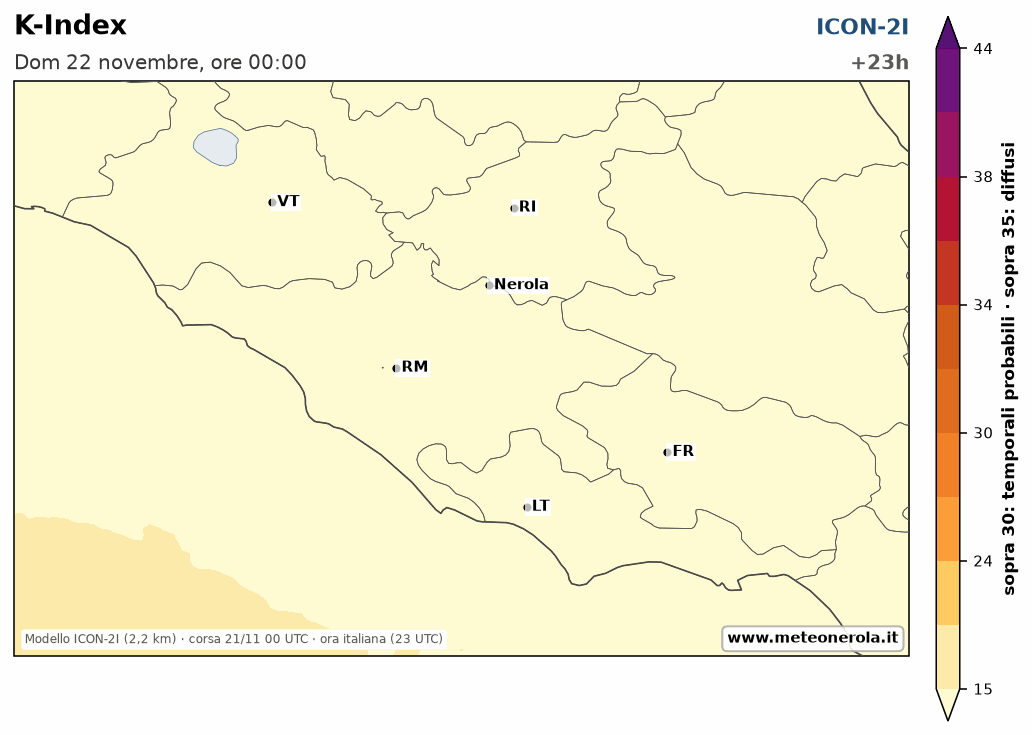 K-Index
ICON-2I
Dom 22 novembre, ore 00:00
+23h
VT
RI
Nerola
RM
FR
LT
Modello ICON-2I (2,2 km) · corsa 21/11 00 UTC · ora italiana (23 UTC)
www.meteonerola.it
44
38
34
30
24
15
sopra 30: temporali probabili · sopra 35: diffusi